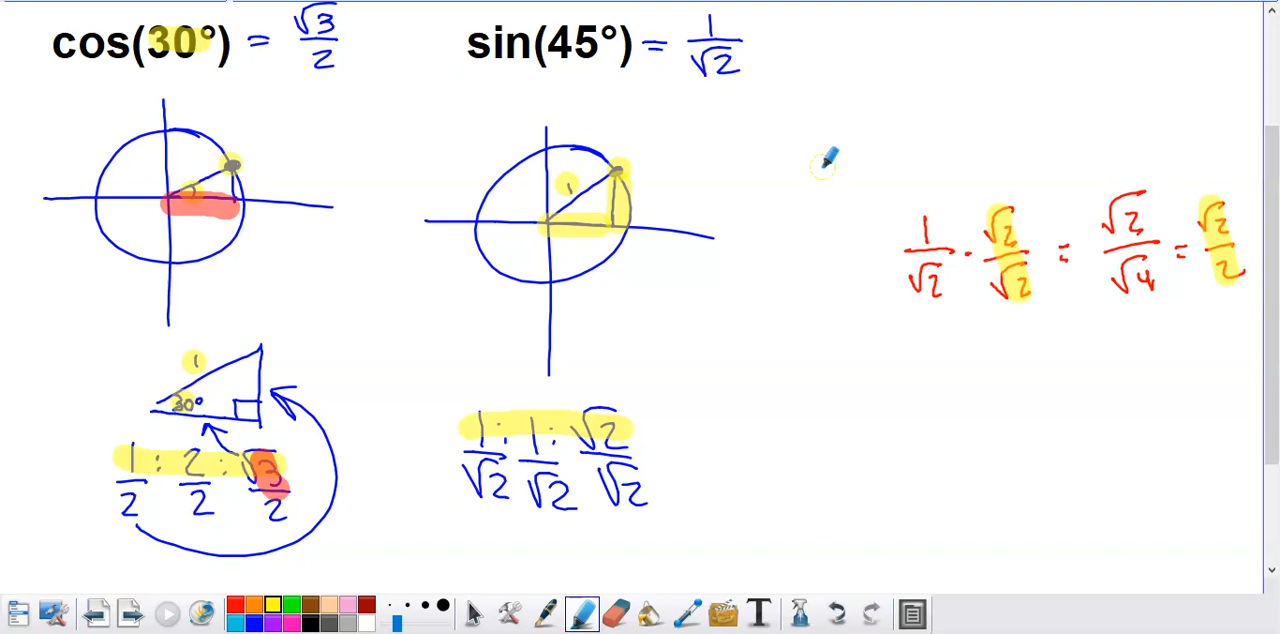 cos(30°) = √3/2
sin(45°) = 1/√2
1
1/√2 · √2/√2 = √2/√4 = √2/2
1
30°
1 : 2 : √3
2 2 2
1 : 1 : √2
√2 √2 √2
T